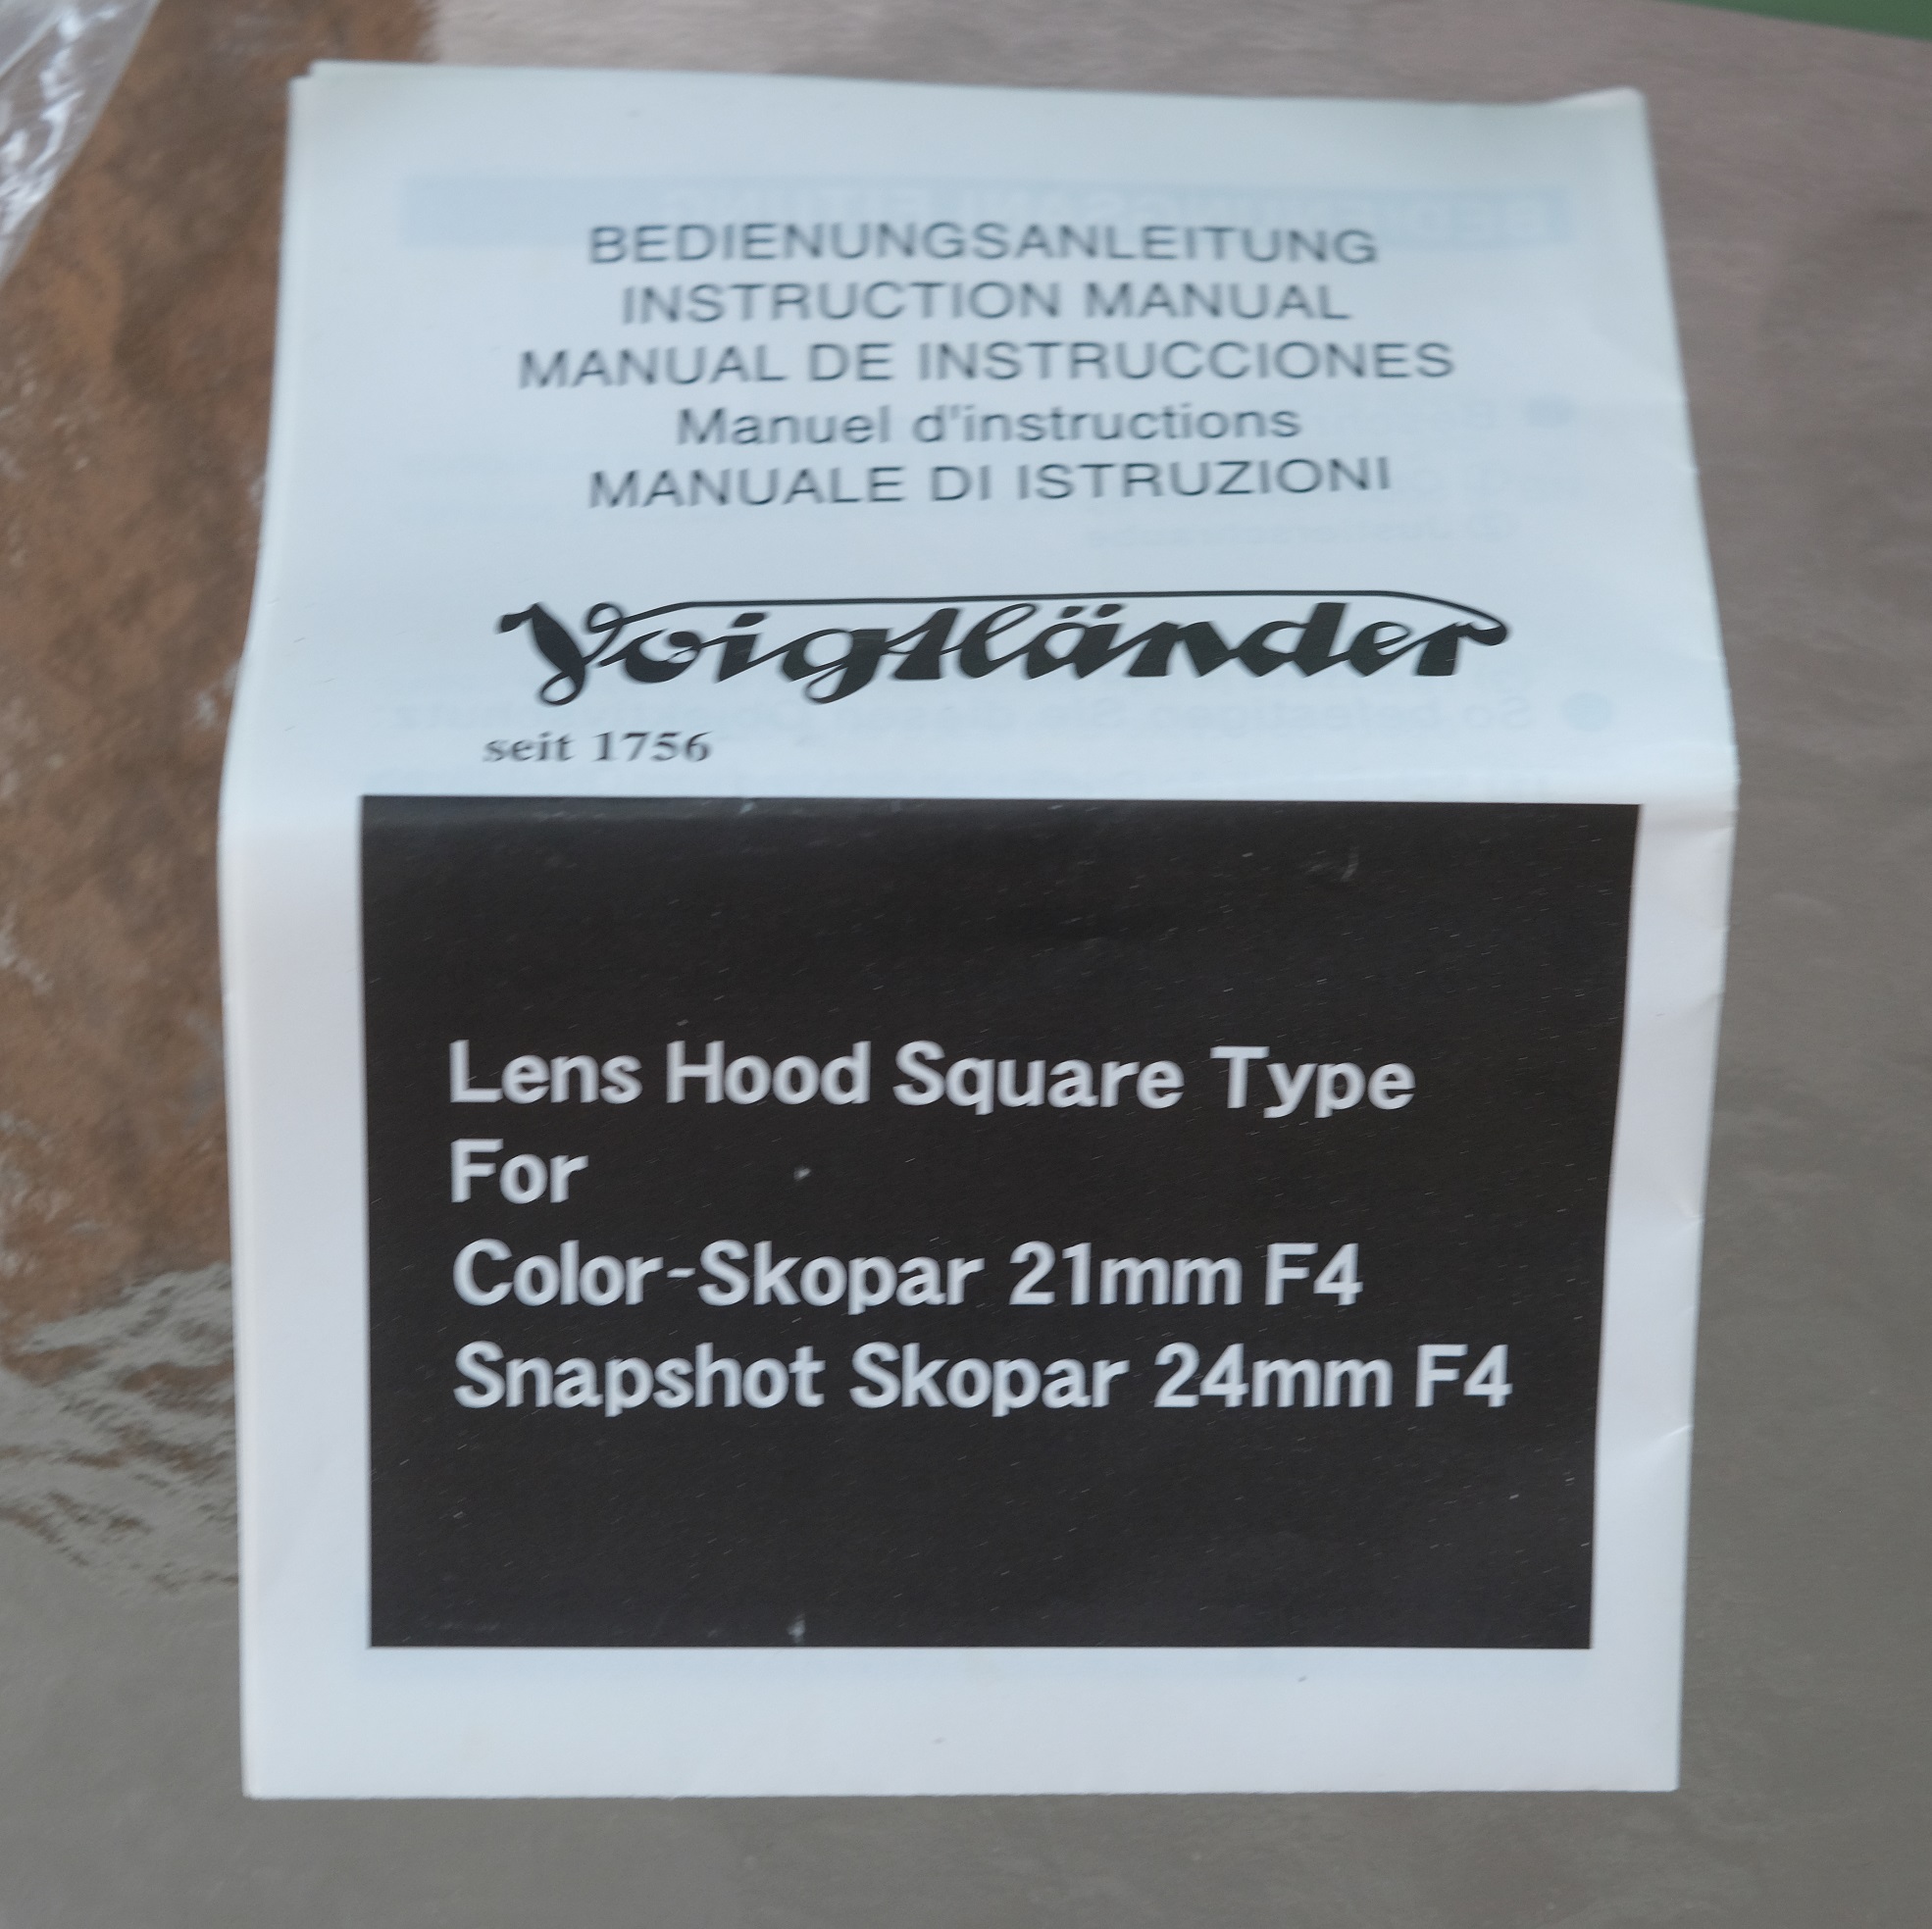 BEDIENUNGSANLEITUNG
INSTRUCTION MANUAL
MANUAL DE INSTRUCCIONES
Manuel d'instructions
MANUALE DI ISTRUZIONI
Voigtländer
seit 1756
Lens Hood Square Type
For
Color-Skopar 21mm F4
Snapshot Skopar 24mm F4